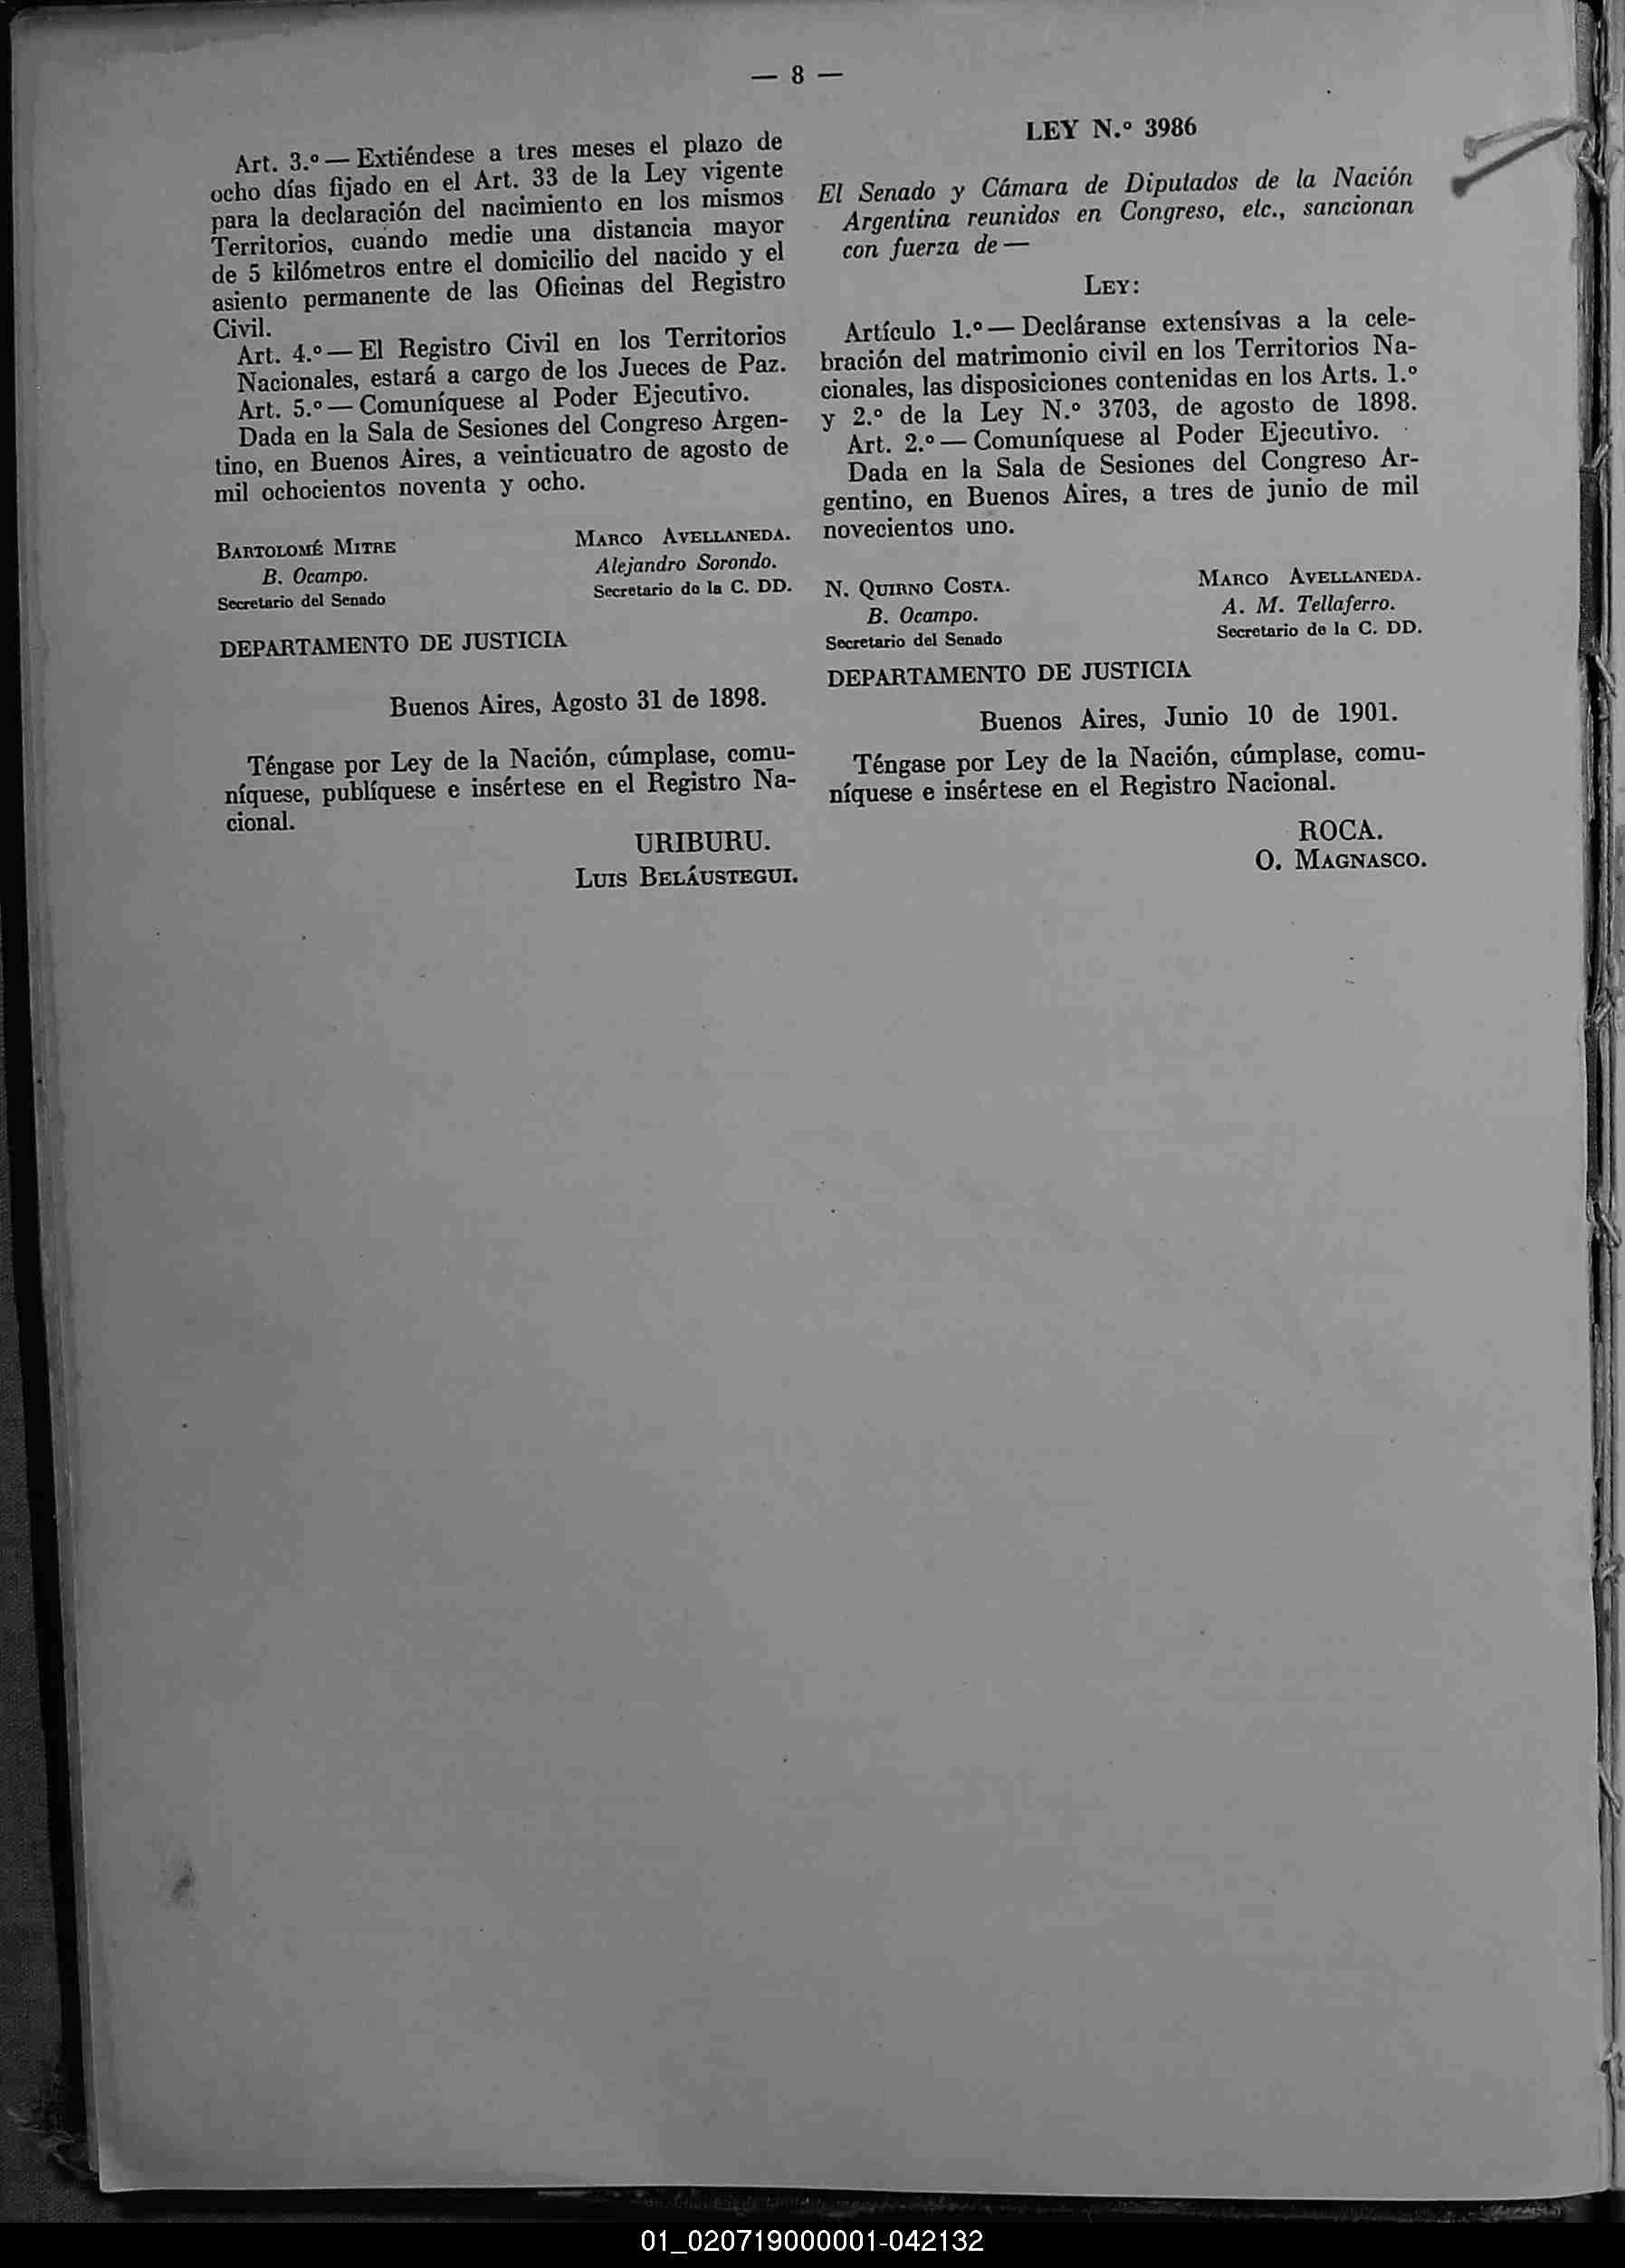 — 8 —
Art. 3.º — Extiéndese a tres meses el plazo de
ocho días fijado en el Art. 33 de la Ley vigente
para la declaración del nacimiento en los mismos
Territorios, cuando medie una distancia mayor
de 5 kilómetros entre el domicilio del nacido y el
asiento permanente de las Oficinas del Registro
Civil.
Art. 4.º — El Registro Civil en los Territorios
Nacionales, estará a cargo de los Jueces de Paz.
Art. 5.º — Comuníquese al Poder Ejecutivo.
Dada en la Sala de Sesiones del Congreso Argen-
tino, en Buenos Aires, a veinticuatro de agosto de
mil ochocientos noventa y ocho.
BARTOLOMÉ MITRE
B. Ocampo.
Secretario del Senado
MARCO AVELLANEDA.
Alejandro Sorondo.
Secretario de la C. DD.
DEPARTAMENTO DE JUSTICIA
Buenos Aires, Agosto 31 de 1898.
Téngase por Ley de la Nación, cúmplase, comu-
níquese, publíquese e insértese en el Registro Na-
cional.
URIBURU.
LUIS BELÁUSTEGUI.
LEY N.º 3986
El Senado y Cámara de Diputados de la Nación
Argentina reunidos en Congreso, etc., sancionan
con fuerza de —
LEY:
Artículo 1.º — Decláranse extensívas a la cele-
bración del matrimonio civil en los Territorios Na-
cionales, las disposiciones contenidas en los Arts. 1.º
y 2.º de la Ley N.º 3703, de agosto de 1898.
Art. 2.º — Comuníquese al Poder Ejecutivo.
Dada en la Sala de Sesiones del Congreso Ar-
gentino, en Buenos Aires, a tres de junio de mil
novecientos uno.
N. QUIRNO COSTA.
B. Ocampo.
Secretario del Senado
MARCO AVELLANEDA.
A. M. Tellaferro.
Secretario de la C. DD.
DEPARTAMENTO DE JUSTICIA
Buenos Aires, Junio 10 de 1901.
Téngase por Ley de la Nación, cúmplase, comu-
níquese e insértese en el Registro Nacional.
ROCA.
O. MAGNASCO.
01_020719000001-042132